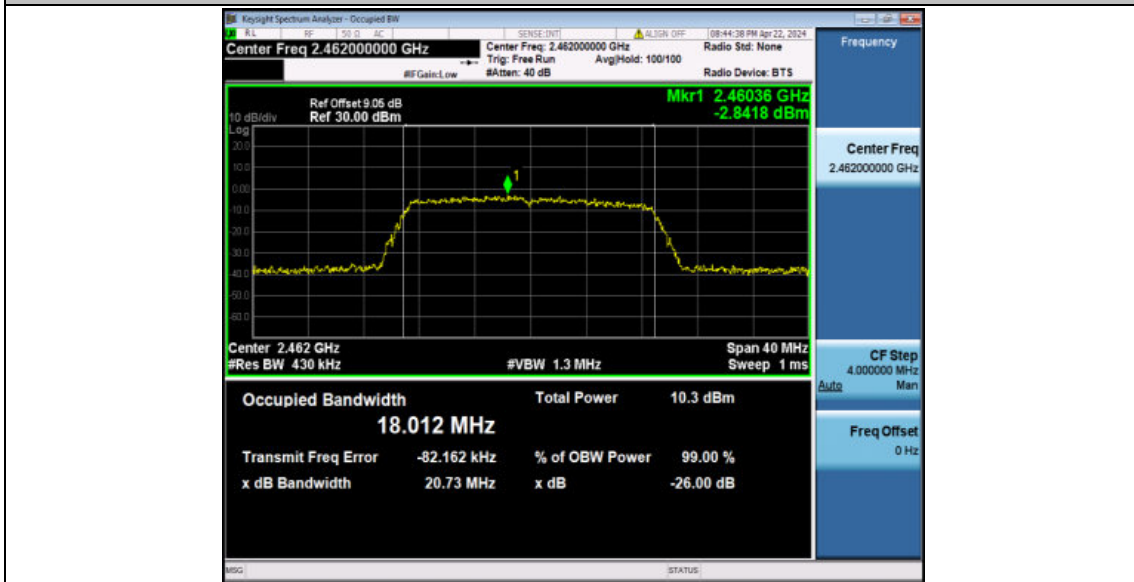 Keysight Spectrum Analyzer - Occupied BW
RL RF 50 Ω AC SENSE:INT ALIGN OFF 08:44:38 PM Apr 22, 2024
Center Freq 2.462000000 GHz Center Freq: 2.462000000 GHz Radio Std: None
Trig: Free Run Avg|Hold: 100/100
#IFGain:Low #Atten: 40 dB Radio Device: BTS
Frequency
Mkr1 2.46036 GHz
Ref Offset 9.05 dB
10 dB/div Ref 30.00 dBm -2.8418 dBm
Log
20.0
10.0
1
0.00
-10.0
-20.0
-30.0
-40.0
-50.0
-60.0
Center 2.462 GHz Span 40 MHz
#Res BW 430 kHz #VBW 1.3 MHz Sweep 1 ms
Center Freq
2.462000000 GHz
CF Step
4.000000 MHz
Auto Man
Freq Offset
0 Hz
Occupied Bandwidth Total Power 10.3 dBm
18.012 MHz
Transmit Freq Error -82.162 kHz % of OBW Power 99.00 %
x dB Bandwidth 20.73 MHz x dB -26.00 dB
MSG STATUS